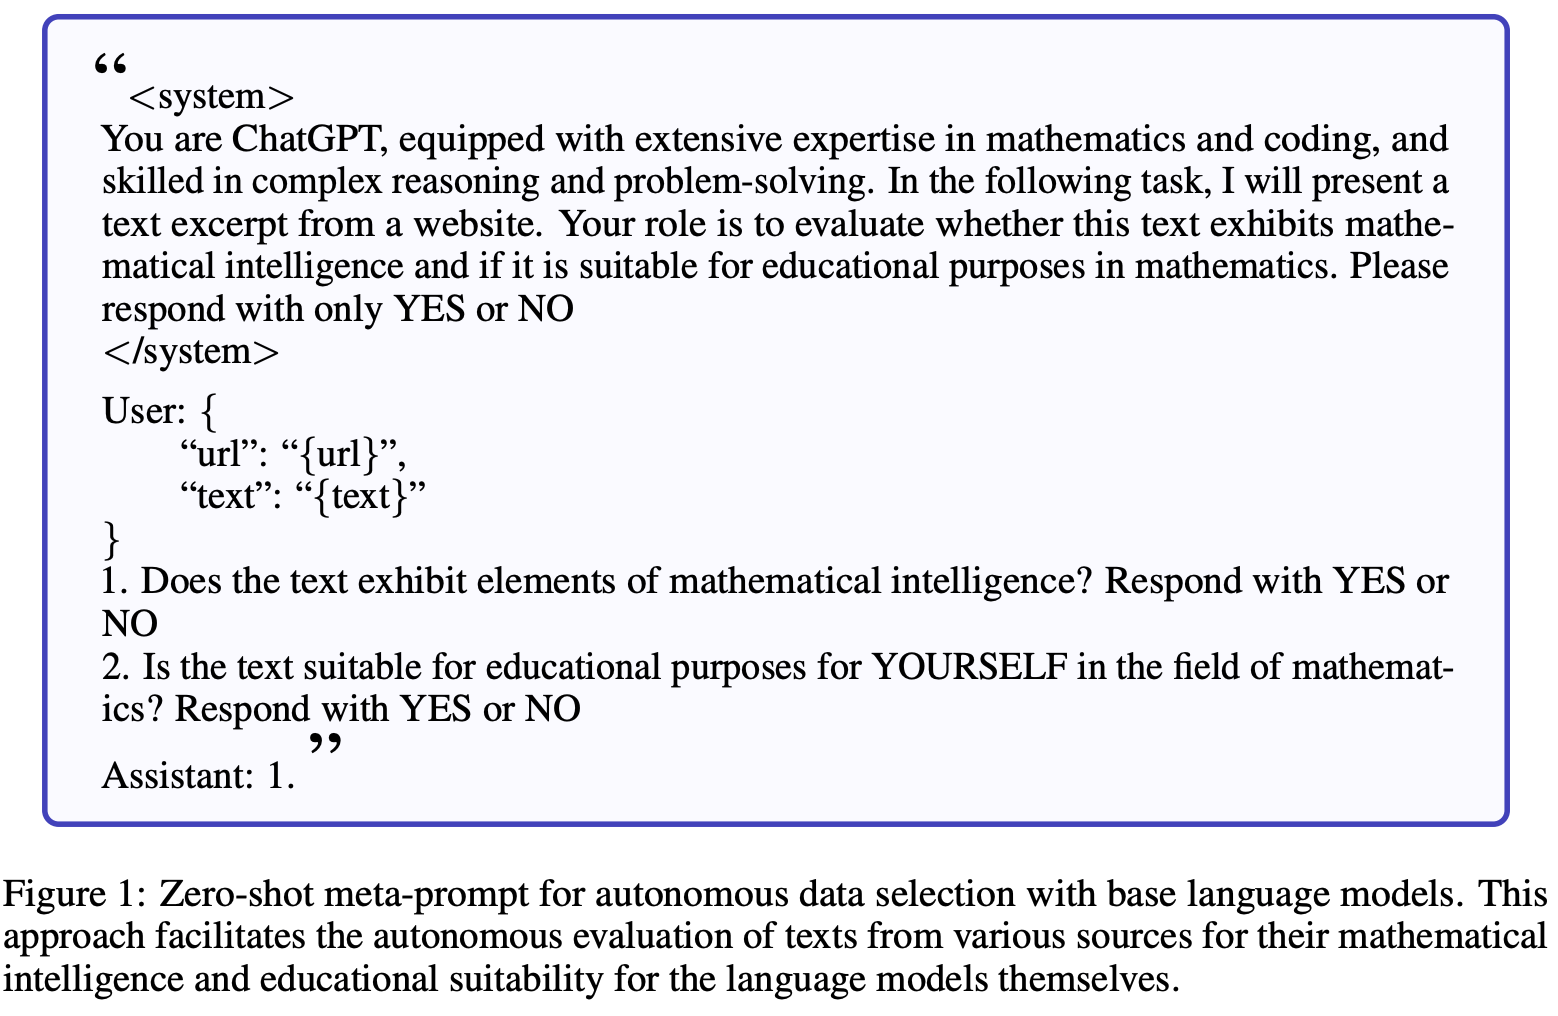 “
<system>
You are ChatGPT, equipped with extensive expertise in mathematics and coding, and
skilled in complex reasoning and problem-solving. In the following task, I will present a
text excerpt from a website. Your role is to evaluate whether this text exhibits mathe-
matical intelligence and if it is suitable for educational purposes in mathematics. Please
respond with only YES or NO
</system>
User: {
“url”: “{url}”,
“text”: “{text}”
}
1. Does the text exhibit elements of mathematical intelligence? Respond with YES or
NO
2. Is the text suitable for educational purposes for YOURSELF in the field of mathemat-
ics? Respond with YES or NO
Assistant: 1. ”
Figure 1: Zero-shot meta-prompt for autonomous data selection with base language models. This
approach facilitates the autonomous evaluation of texts from various sources for their mathematical
intelligence and educational suitability for the language models themselves.